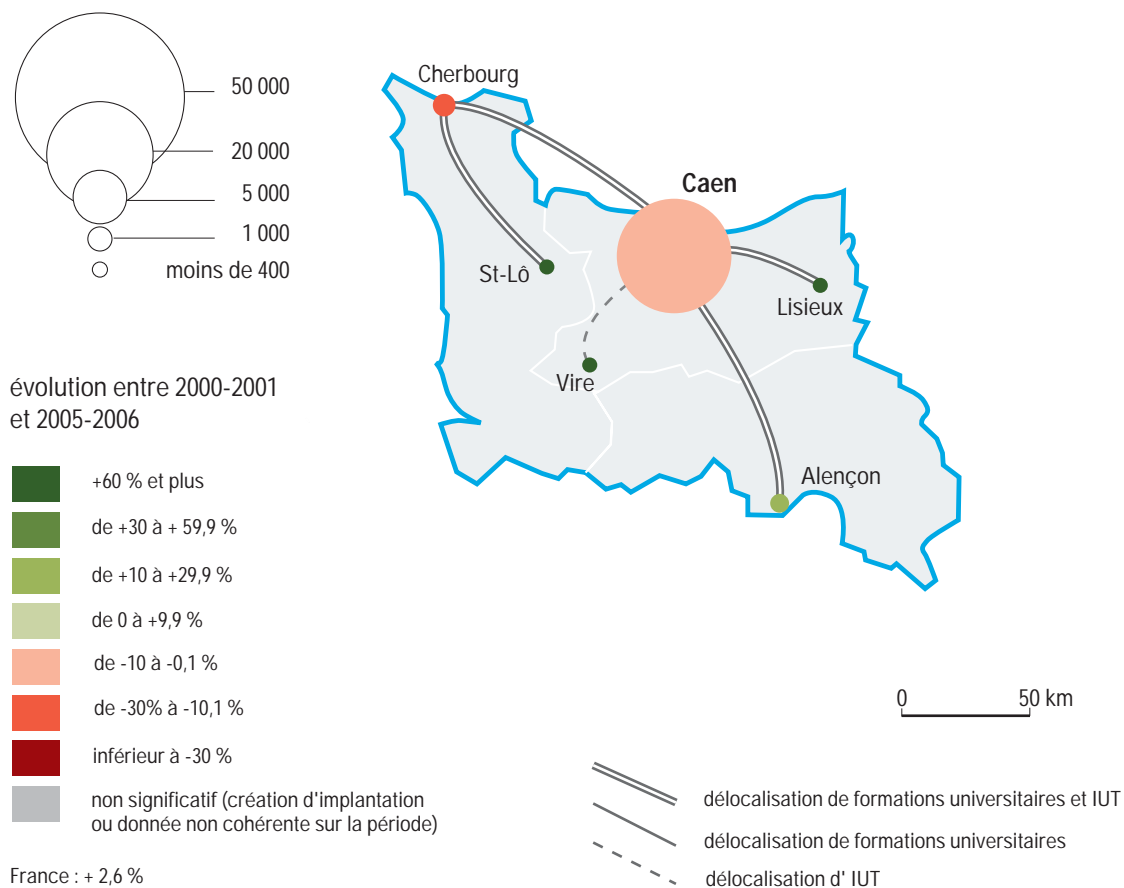 50 000
20 000
5 000
1 000
moins de 400
Cherbourg
Caen
St-Lô
Lisieux
Vire
Alençon
évolution entre 2000-2001
et 2005-2006
+60 % et plus
de +30 à + 59,9 %
de +10 à +29,9 %
de 0 à +9,9 %
de -10 à -0,1 %
de -30% à -10,1 %
inférieur à -30 %
non significatif (création d'implantation
ou donnée non cohérente sur la période)
France : + 2,6 %
0 50 km
délocalisation de formations universitaires et IUT
délocalisation de formations universitaires
délocalisation d' IUT